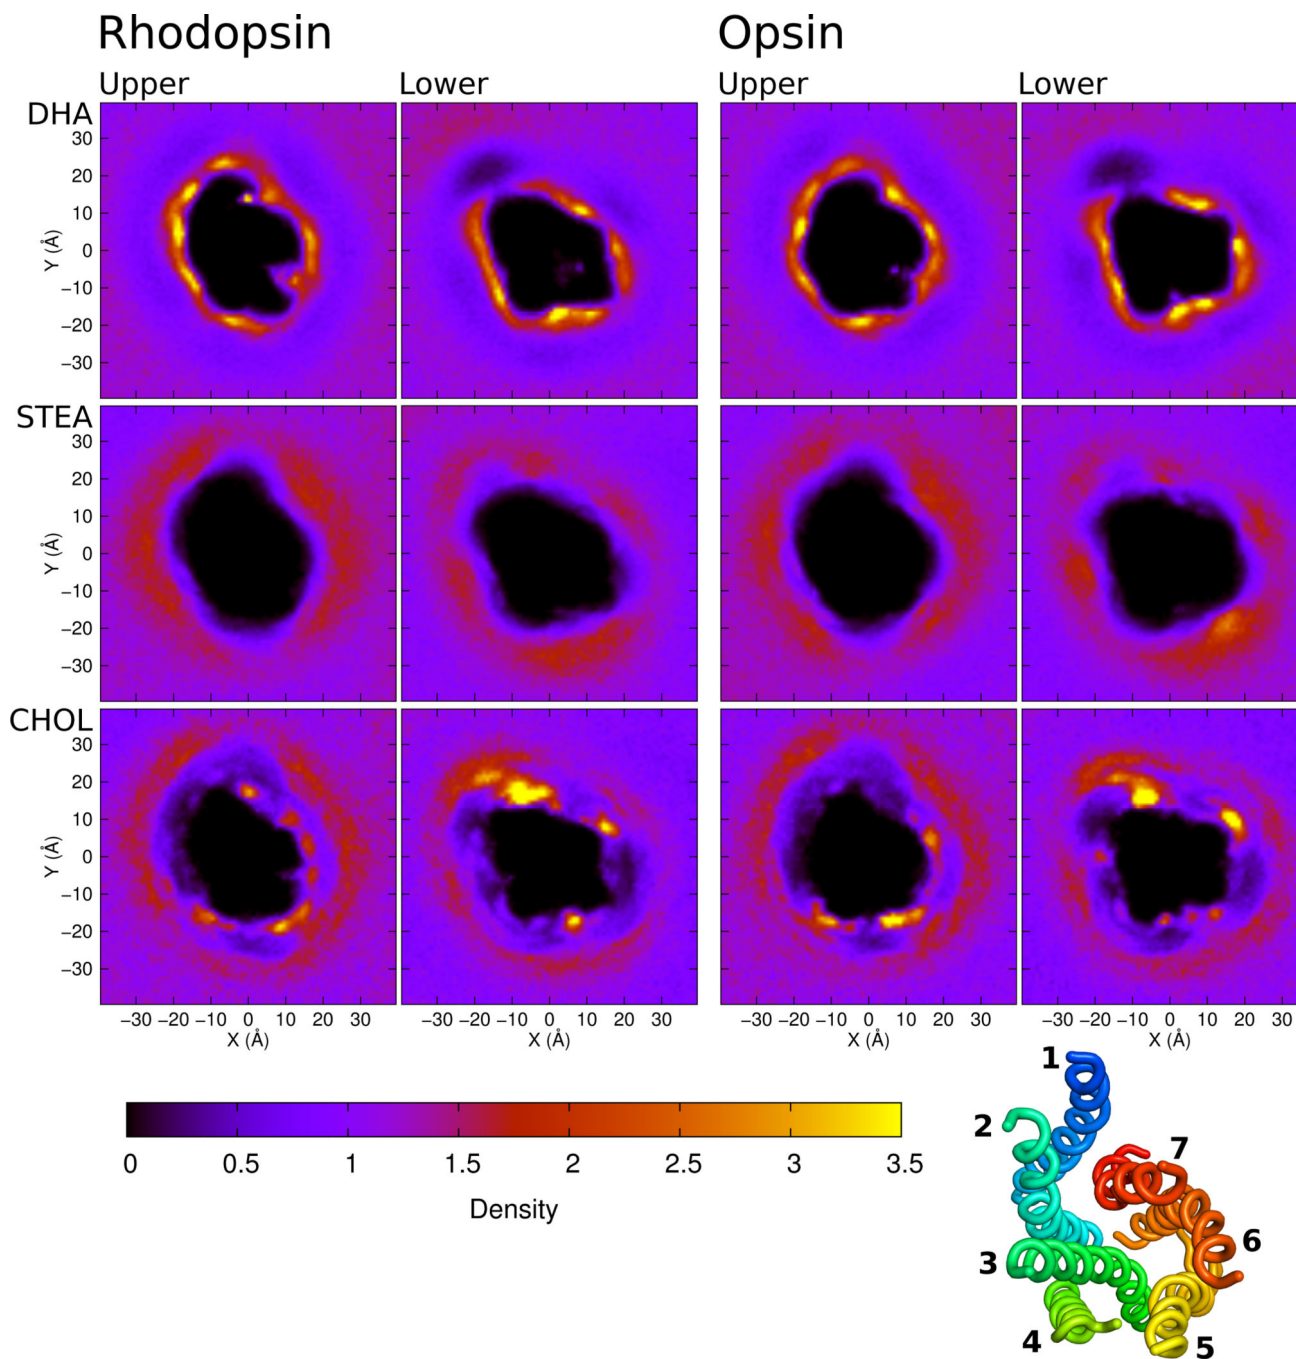 Rhodopsin Opsin
Upper Lower Upper Lower
DHA
30
20
10
0
−10
−20
−30
Y (Å)
STEA
30
20
10
0
−10
−20
−30
Y (Å)
CHOL
30
20
10
0
−10
−20
−30
Y (Å)
−30 −20 −10 0 10 20 30 −30 −20 −10 0 10 20 30 −30 −20 −10 0 10 20 30 −30 −20 −10 0 10 20 30
X (Å) X (Å) X (Å) X (Å)
0 0.5 1 1.5 2 2.5 3 3.5
Density
1
2
7
6
3
4
5